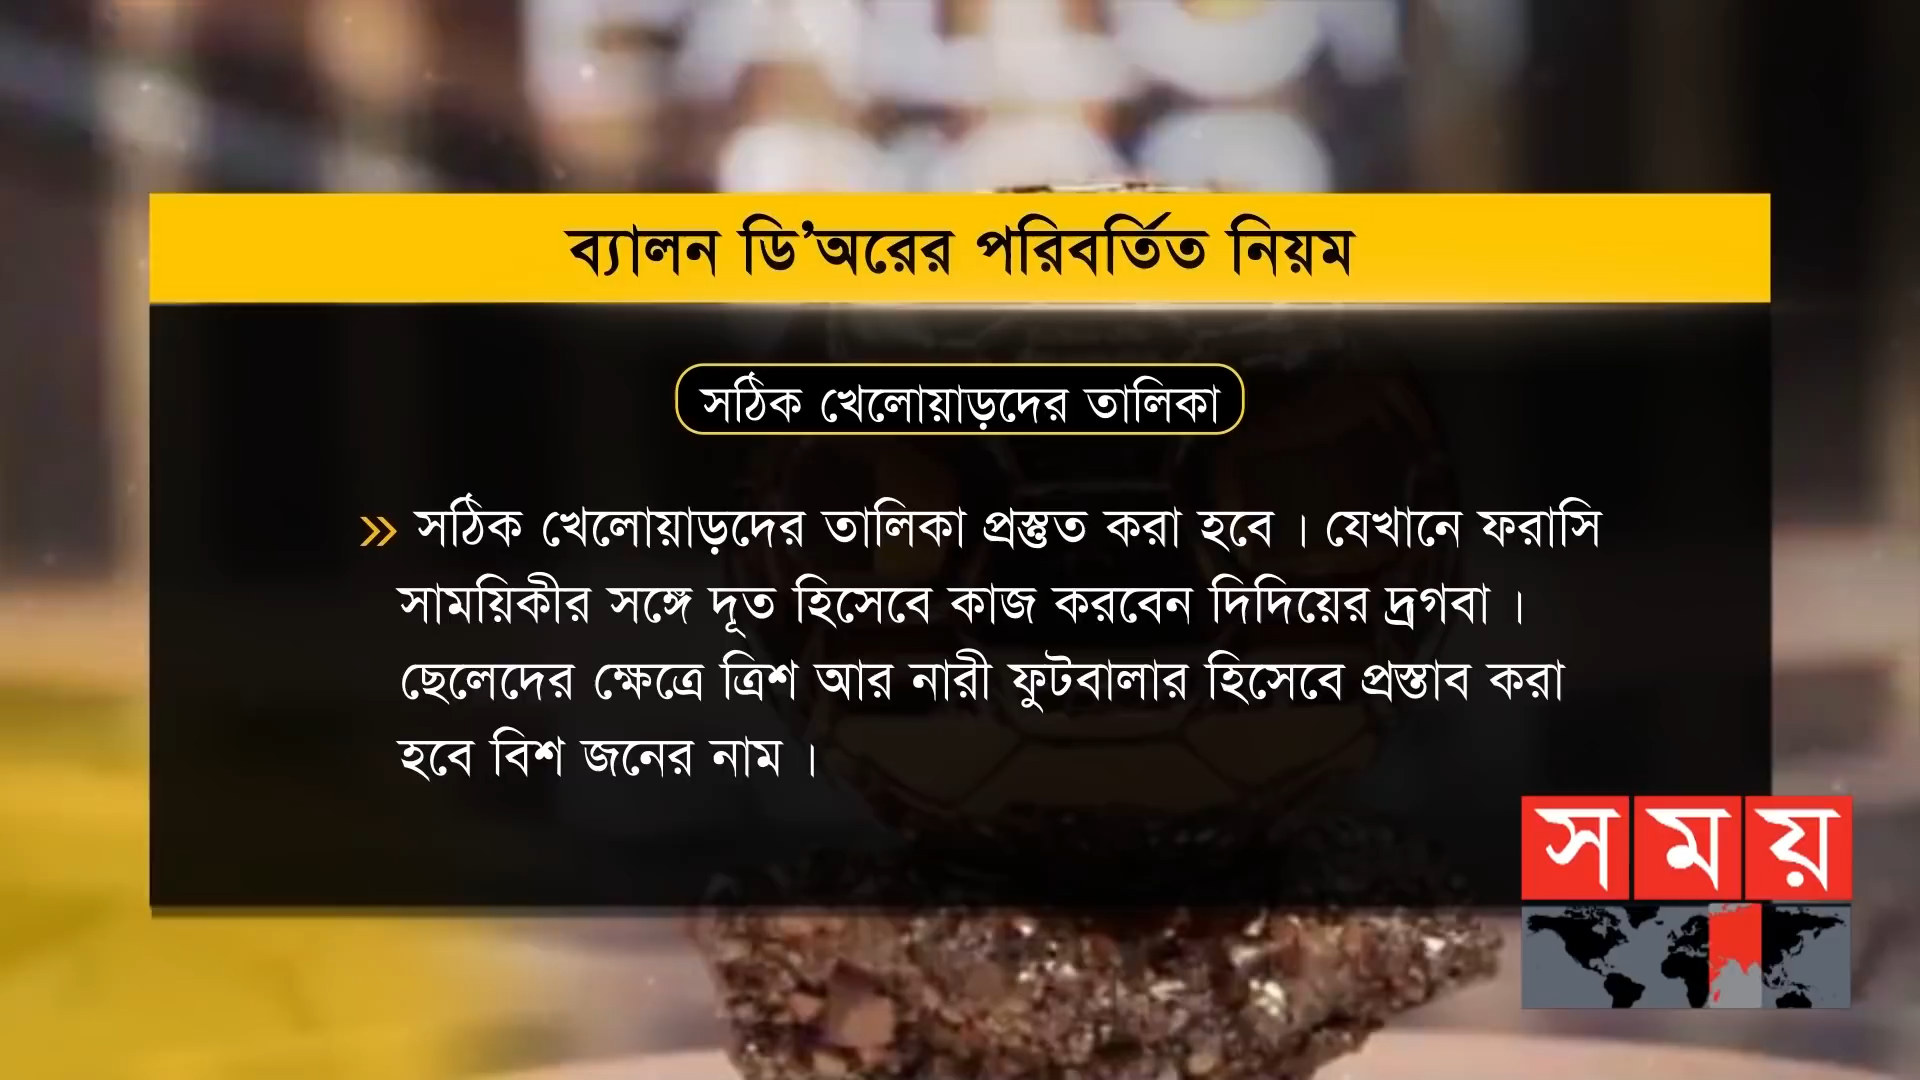 ব্যালন ডি’অরের পরিবর্তিত নিয়ম
সঠিক খেলোয়াড়দের তালিকা
» সঠিক খেলোয়াড়দের তালিকা প্রস্তুত করা হবে । যেখানে ফরাসি
সাময়িকীর সঙ্গে দূত হিসেবে কাজ করবেন দিদিয়ের দ্রগবা ।
ছেলেদের ক্ষেত্রে ত্রিশ আর নারী ফুটবালার হিসেবে প্রস্তাব করা
হবে বিশ জনের নাম ।
সময়